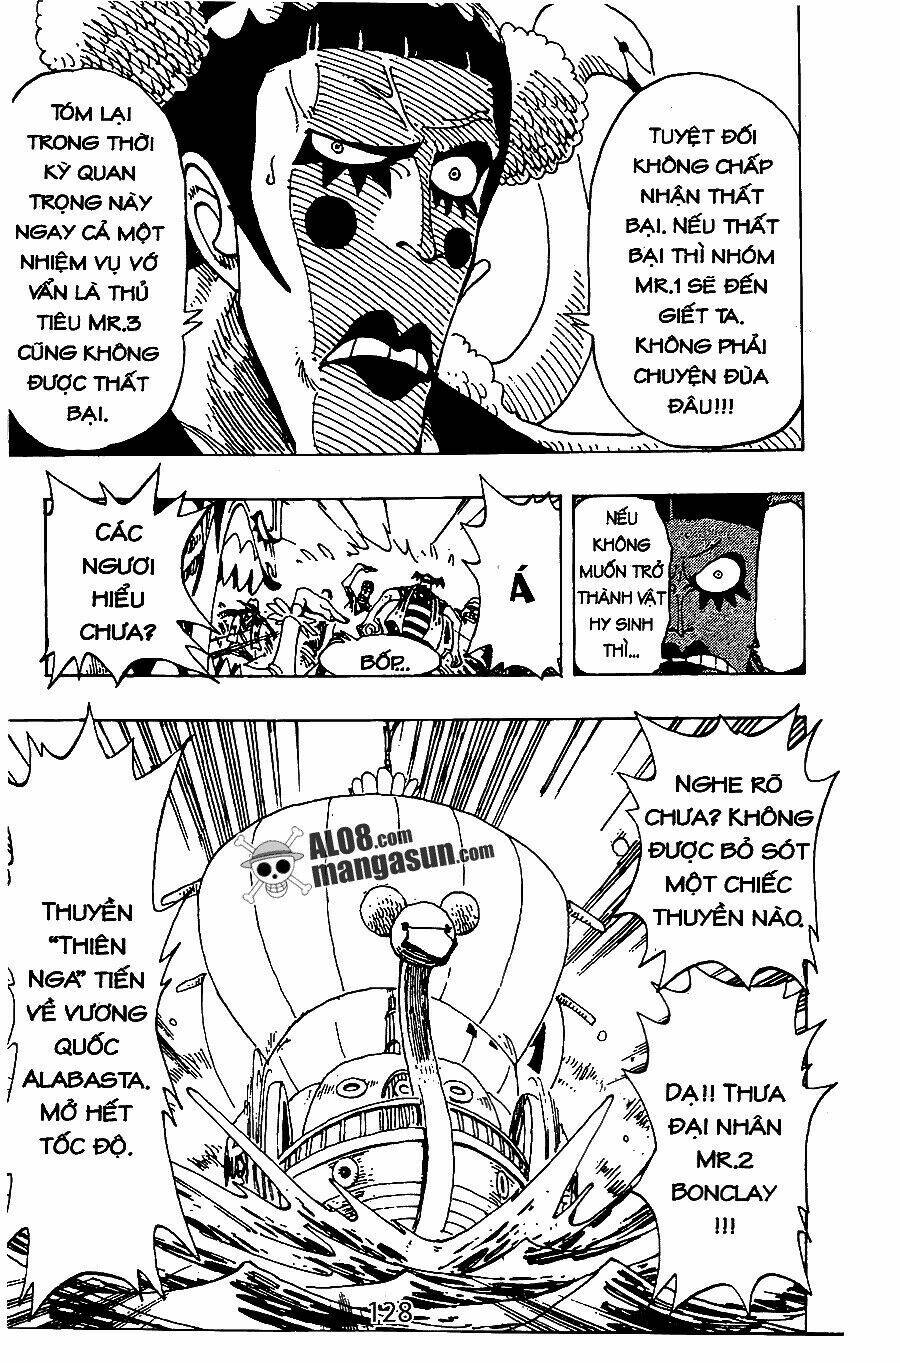 TUYỆT ĐỐI
KHÔNG CHẤP
NHẬN THẤT
BẠI. NẾU THẤT
BẠI THÌ NHÓM
MR.1 SẼ ĐẾN
GIẾT TA.
KHÔNG PHẢI
CHUYỆN ĐÙA
ĐÂU!!!
TÓM LẠI
TRONG THỜI
KỲ QUAN
TRỌNG NÀY
NGAY CẢ MỘT
NHIỆM VỤ VỚ
VẨN LÀ THỦ
TIÊU MR.3
CŨNG KHÔNG
ĐƯỢC THẤT
BẠI.
NẾU
KHÔNG
MUỐN TRỞ
THÀNH VẬT
HY SINH
THÌ...
Á
BỐP...
CÁC
NGƯƠI
HIỂU
CHƯA?
NGHE RÕ
CHƯA? KHÔNG
ĐƯỢC BỎ SÓT
MỘT CHIẾC
THUYỀN NÀO.
THUYỀN
"THIÊN
NGA" TIẾN
VỀ VƯƠNG
QUỐC
ALABASTA.
MỞ HẾT
TỐC ĐỘ.
DẠ!! THƯA
ĐẠI NHÂN
MR.2
BONCLAY
!!!
ALO8.com
mangasun.com
128